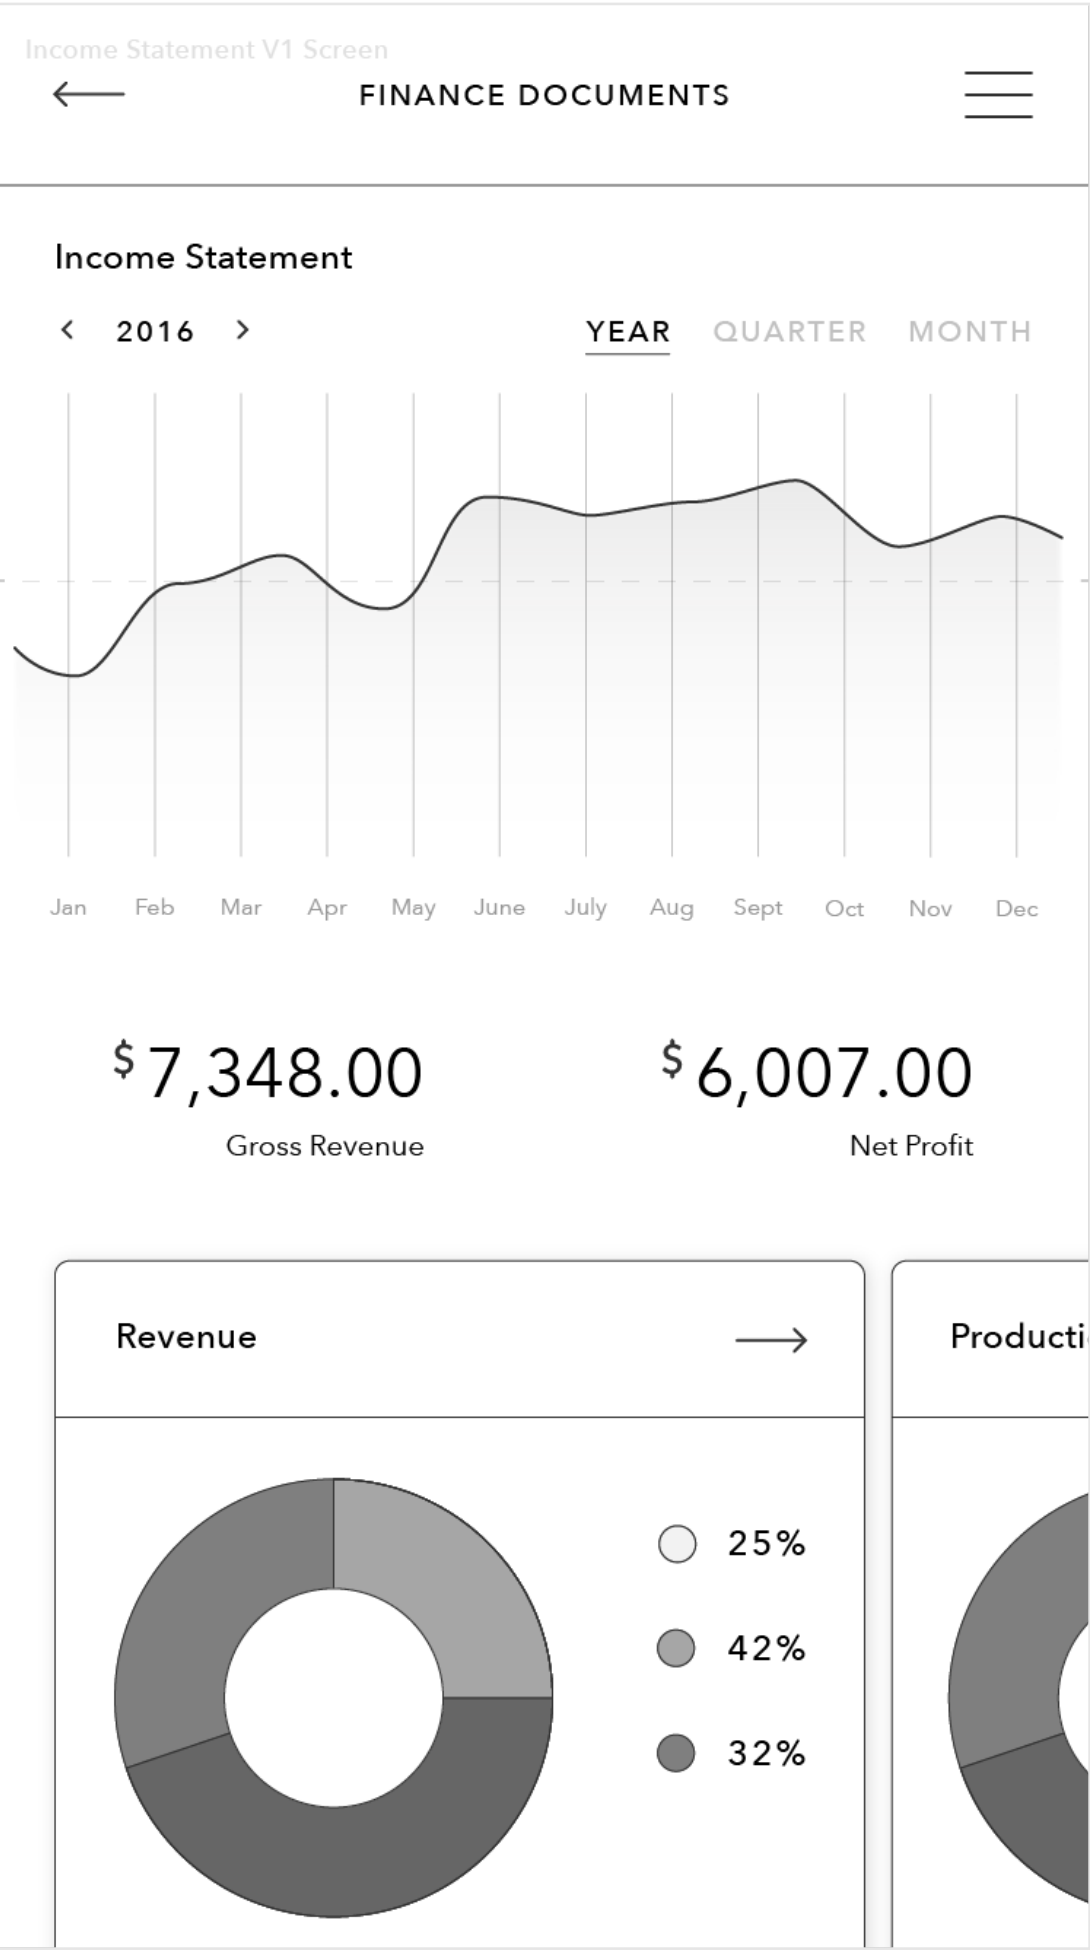 Income Statement V1 Screen
FINANCE DOCUMENTS
Income Statement
< 2016 > YEAR QUARTER MONTH
Jan Feb Mar Apr May June July Aug Sept Oct Nov Dec
$7,348.00 $6,007.00
Gross Revenue Net Profit
Revenue Producti
25%
42%
32%